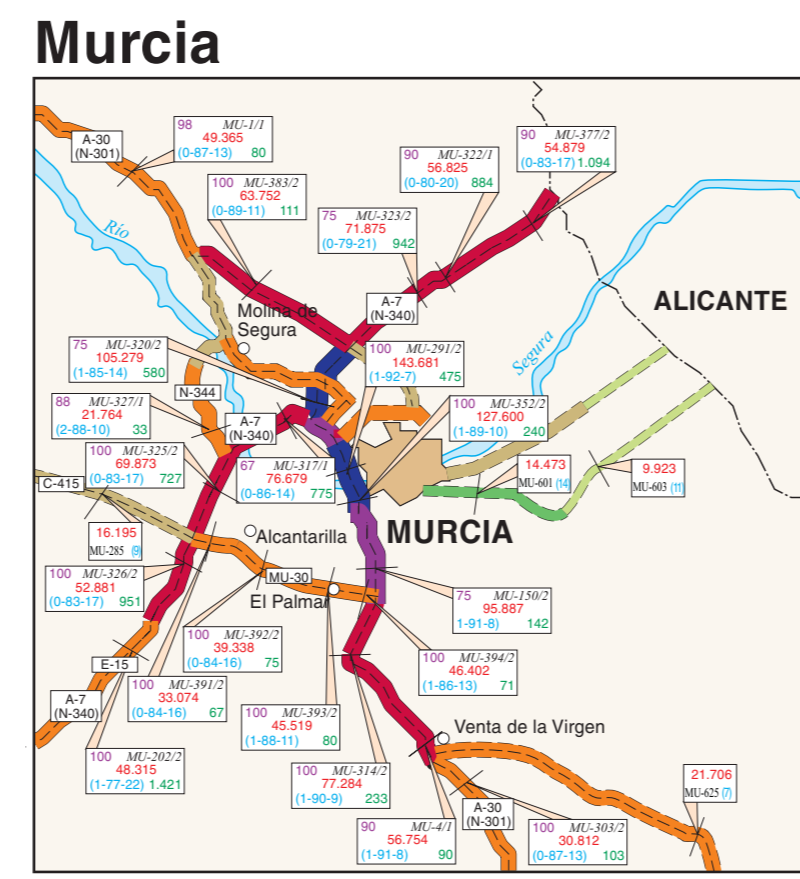 Murcia
A-30
(N-301)
98 MU-1/1
49.365
(0-87-13) 80
100 MU-383/2
63.752
(0-89-11) 111
90 MU-322/1
56.825
(0-80-20) 884
90 MU-377/2
54.879
(0-83-17) 1.094
75 MU-323/2
71.875
(0-79-21) 942
Río
A-7
(N-340)
ALICANTE
Molina de
Segura
Segura
75 MU-320/2
105.279
(1-85-14) 580
100 MU-291/2
143.681
(1-92-7) 475
N-344
88 MU-327/1
21.764
(2-88-10) 33
A-7
(N-340)
100 MU-352/2
127.600
(1-89-10) 240
100 MU-325/2
69.873
(0-83-17) 727
67 MU-317/1
76.679
(0-86-14) 775
14.473
MU-601 (14)
9.923
MU-603 (11)
C-415
16.195
MU-285 (9)
MURCIA
Alcantarilla
100 MU-326/2
52.881
(0-83-17) 951
MU-30
El Palmar
75 MU-150/2
95.887
1-91-8) 142
100 MU-392/2
39.338
(0-84-16) 75
100 MU-394/2
46.402
(1-86-13) 71
E-15
100 MU-391/2
33.074
(0-84-16) 67
A-7
(N-340)
100 MU-393/2
45.519
(1-88-11) 80
Venta de la Virgen
100 MU-202/2
48.315
(1-77-22) 1.421
100 MU-314/2
77.284
(1-90-9) 233
21.706
MU-625 (7)
A-30
(N-301)
90 MU-4/1
56.754
(1-91-8) 90
100 MU-303/2
30.812
(0-87-13) 103